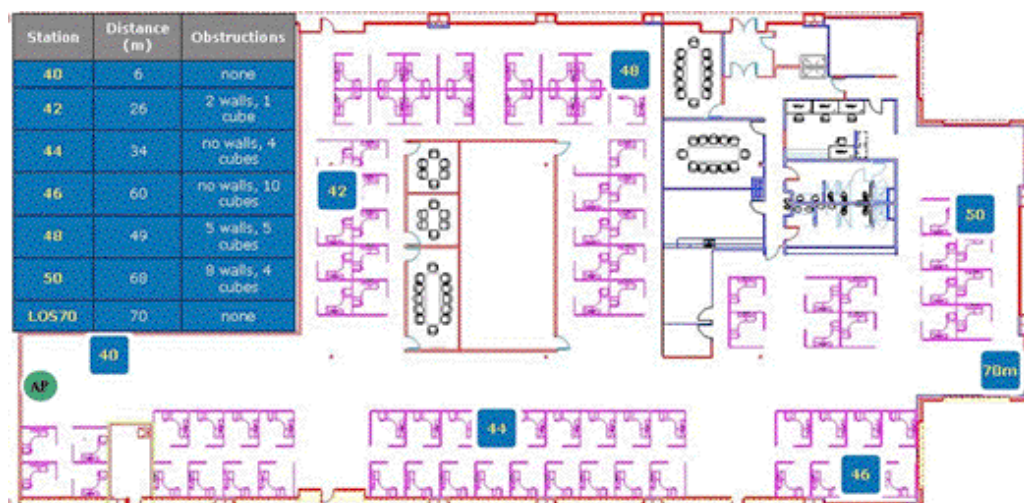 Station Distance (m) Obstructions
40 6 none
42 26 2 walls, 1 cube
44 34 no walls, 4 cubes
46 60 no walls, 10 cubes
48 49 5 walls, 5 cubes
50 68 8 walls, 4 cubes
LOS70 70 none
48
42
50
40
AP
70m
44
46